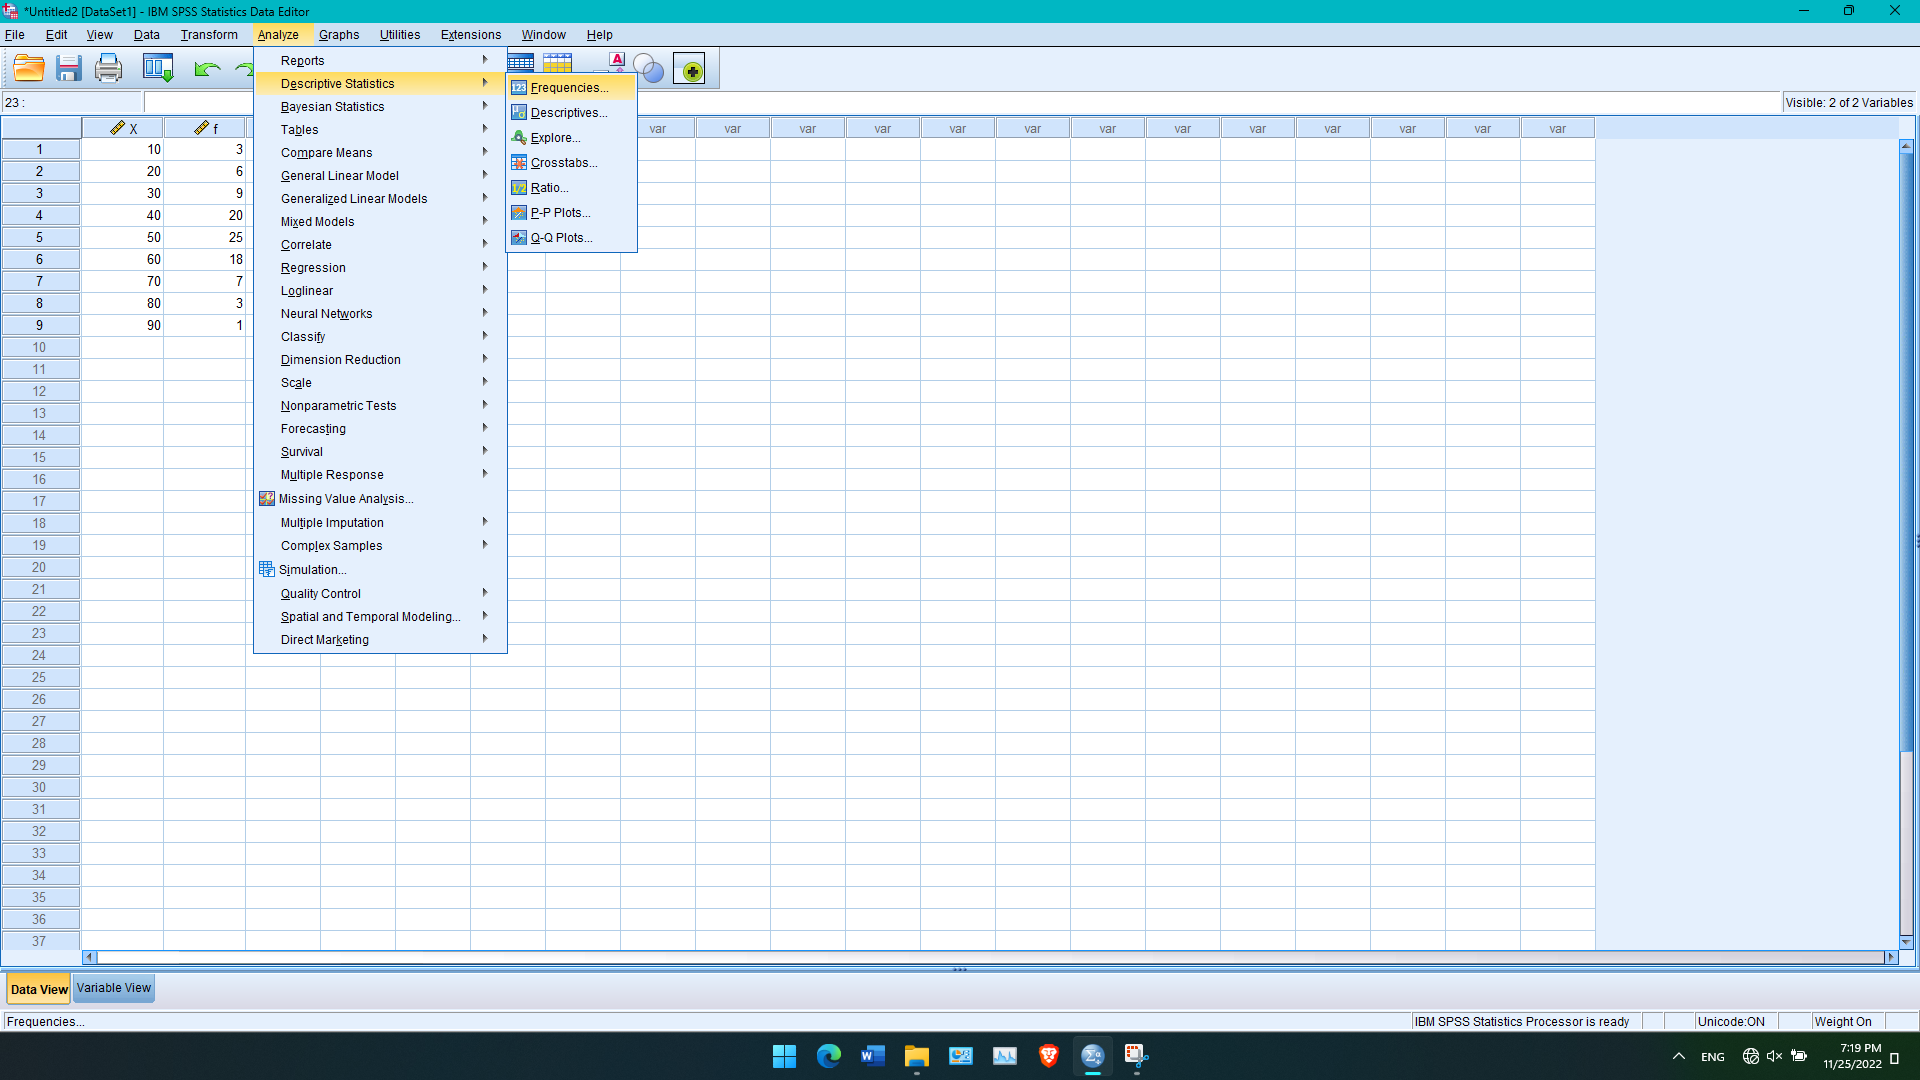 *Untitled2 [DataSet1] - IBM SPSS Statistics Data Editor
File Edit View Data Transform Analyze Graphs Utilities Extensions Window Help
23 :
Visible: 2 of 2 Variables
X f var var var var var var var var var var var var var
1 10 3
2 20 6
3 30 9
4 40 20
5 50 25
6 60 18
7 70 7
8 80 3
9 90 1
10
11
12
13
14
15
16
17
18
19
20
21
22
23
24
25
26
27
28
29
30
31
32
33
34
35
36
37
Reports
Descriptive Statistics
Bayesian Statistics
Tables
Compare Means
General Linear Model
Generalized Linear Models
Mixed Models
Correlate
Regression
Loglinear
Neural Networks
Classify
Dimension Reduction
Scale
Nonparametric Tests
Forecasting
Survival
Multiple Response
Missing Value Analysis...
Multiple Imputation
Complex Samples
Simulation...
Quality Control
Spatial and Temporal Modeling...
Direct Marketing
Frequencies...
Descriptives...
Explore...
Crosstabs...
Ratio...
P-P Plots...
Q-Q Plots...
Data View Variable View
Frequencies...
IBM SPSS Statistics Processor is ready Unicode:ON Weight On
ENG
7:19 PM
11/25/2022